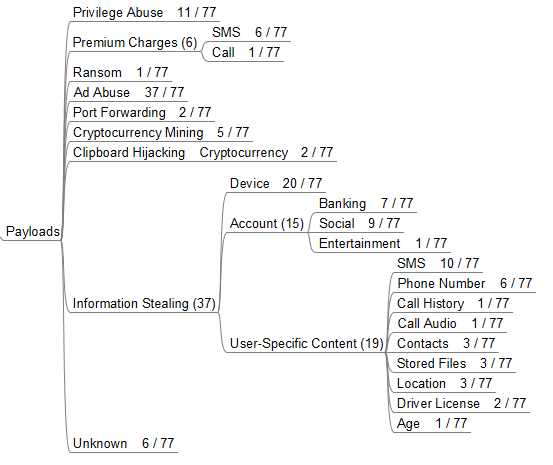 Privilege Abuse 11 / 77
Premium Charges (6)
SMS 6 / 77
Call 1 / 77
Ransom 1 / 77
Ad Abuse 37 / 77
Port Forwarding 2 / 77
Cryptocurrency Mining 5 / 77
Clipboard Hijacking Cryptocurrency 2 / 77
Payloads
Information Stealing (37)
Device 20 / 77
Account (15)
Banking 7 / 77
Social 9 / 77
Entertainment 1 / 77
User-Specific Content (19)
SMS 10 / 77
Phone Number 6 / 77
Call History 1 / 77
Call Audio 1 / 77
Contacts 3 / 77
Stored Files 3 / 77
Location 3 / 77
Driver License 2 / 77
Age 1 / 77
Unknown 6 / 77